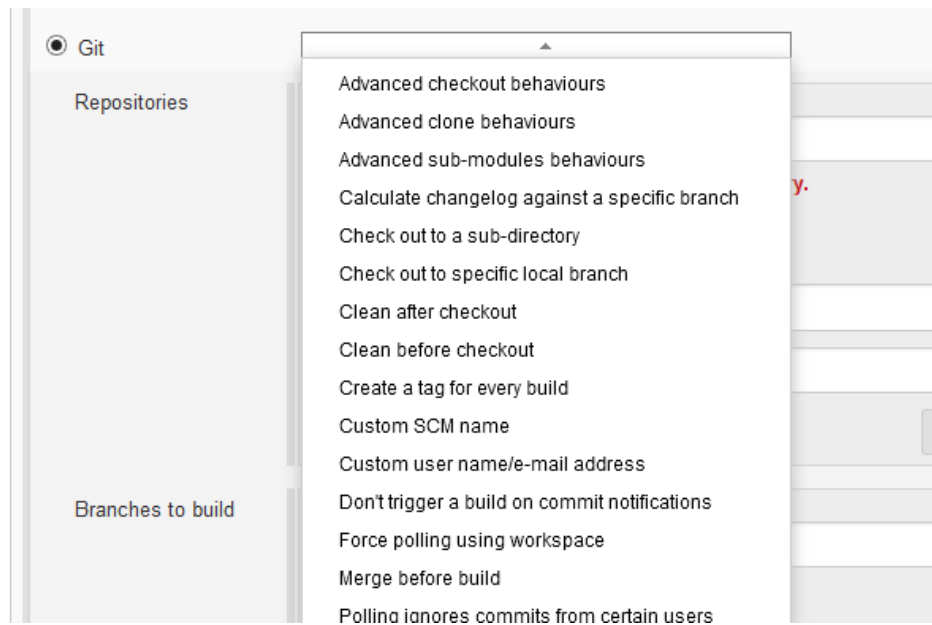 Git
Repositories
Advanced checkout behaviours
Advanced clone behaviours
Advanced sub-modules behaviours
Calculate changelog against a specific branch
y.
Check out to a sub-directory
Check out to specific local branch
Clean after checkout
Clean before checkout
Create a tag for every build
Custom SCM name
Custom user name/e-mail address
Branches to build
Don't trigger a build on commit notifications
Force polling using workspace
Merge before build
Polling ignores commits from certain users